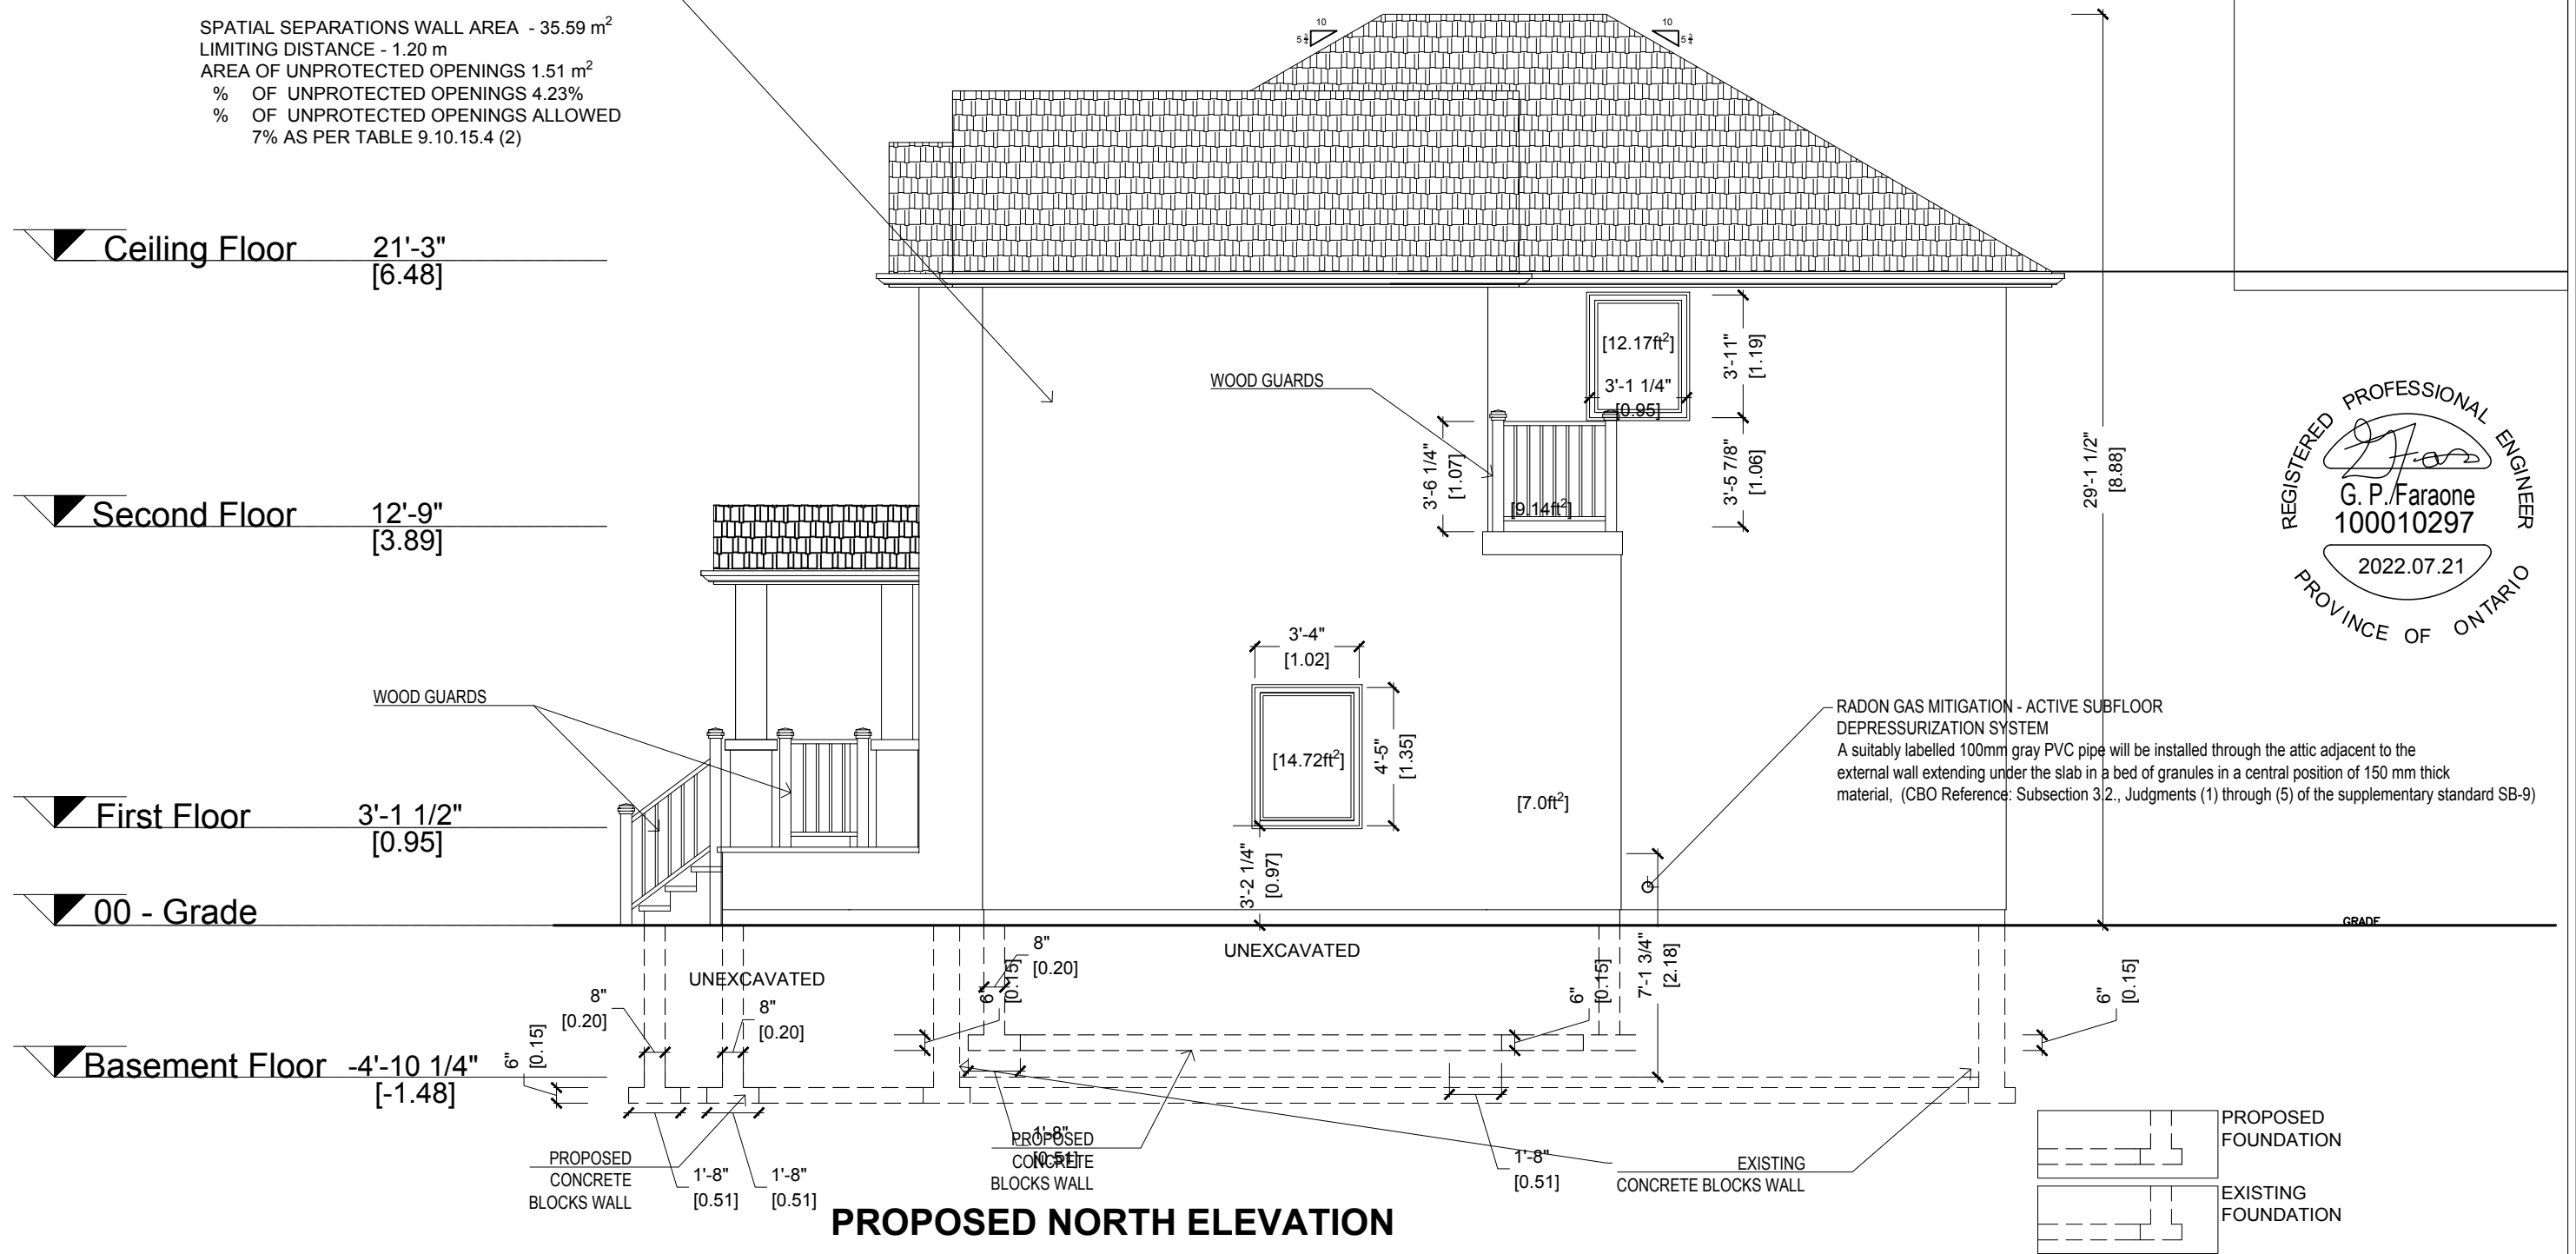 SPATIAL SEPARATIONS WALL AREA - 35.59 m²
LIMITING DISTANCE - 1.20 m
AREA OF UNPROTECTED OPENINGS 1.51 m²
% OF UNPROTECTED OPENINGS 4.23%
% OF UNPROTECTED OPENINGS ALLOWED
7% AS PER TABLE 9.10.15.4 (2)
10
5 3/4
10
5 3/4
Ceiling Floor 21'-3"
[6.48]
Second Floor 12'-9"
[3.89]
First Floor 3'-1 1/2"
[0.95]
00 - Grade
Basement Floor -4'-10 1/4"
[-1.48]
[12.17ft²]
3'-1 1/4"
[0.95]
3'-11"
[1.19]
WOOD GUARDS
3'-6 1/4"
[1.07]
[9.14ft²]
3'-5 7/8"
[1.06]
29'-1 1/2"
[8.88]
REGISTERED PROFESSIONAL ENGINEER
G. P. Faraone
100010297
2022.07.21
PROVINCE OF ONTARIO
3'-4"
[1.02]
[14.72ft²]
4'-5"
[1.35]
3'-2 1/4"
[0.97]
[7.0ft²]
WOOD GUARDS
RADON GAS MITIGATION - ACTIVE SUBFLOOR
DEPRESSURIZATION SYSTEM
A suitably labelled 100mm gray PVC pipe will be installed through the attic adjacent to the
external wall extending under the slab in a bed of granules in a central position of 150 mm thick
material, (CBO Reference: Subsection 3.2., Judgments (1) through (5) of the supplementary standard SB-9)
GRADE
UNEXCAVATED
UNEXCAVATED
8"
[0.20]
8"
[0.20]
8"
[0.20]
6"
[0.15]
6"
[0.15]
6"
[0.15]
7'-1 3/4"
[2.18]
6"
[0.15]
PROPOSED
CONCRETE
BLOCKS WALL
1'-8"
[0.51]
1'-8"
[0.51]
1'-8"
[0.51]
PROPOSED
CONCRETE
BLOCKS WALL
1'-8"
[0.51]
EXISTING
CONCRETE BLOCKS WALL
PROPOSED
FOUNDATION
EXISTING
FOUNDATION
PROPOSED NORTH ELEVATION